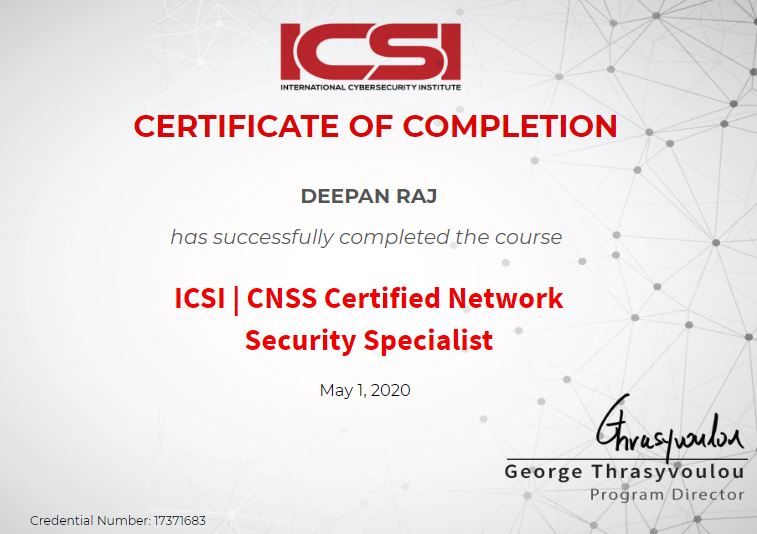 ICSI
INTERNATIONAL CYBERSECURITY INSTITUTE
CERTIFICATE OF COMPLETION
DEEPAN RAJ
has successfully completed the course
ICSI | CNSS Certified Network
Security Specialist
May 1, 2020
Thrasyvoulou
George Thrasyvoulou
Program Director
Credential Number: 17371683